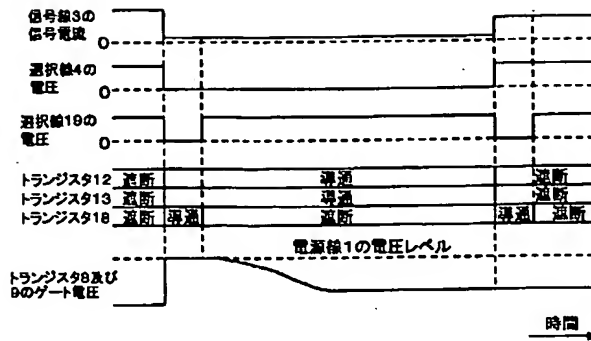 信号線3の
信号電流
0
選択線4の
電圧
0
選択線19の
電圧
0
トランジスタ12 遮断 導通 遮断
トランジスタ13 遮断 導通 遮断
トランジスタ18 遮断 導通 遮断 導通 遮断
電源線1の電圧レベル
トランジスタ8及び
9のゲート電圧
時間